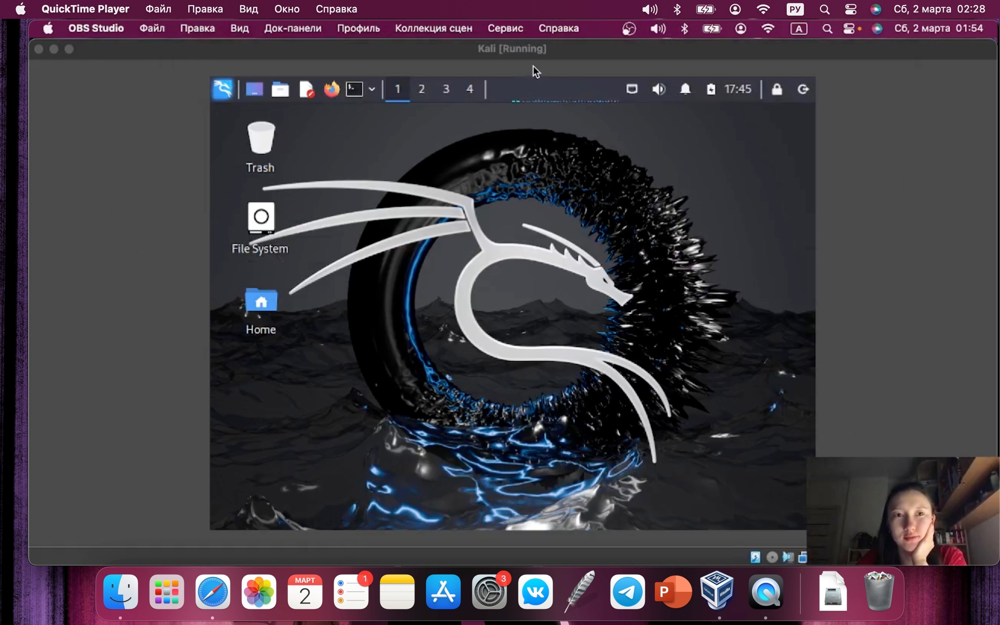 QuickTime Player Файл Правка Вид Окно Справка РУ Сб, 2 марта 02:28
OBS Studio Файл Правка Вид Док-панели Профиль Коллекция сцен Сервис Справка A Сб, 2 марта 01:54
Kali [Running]
$- 1 2 3 4 17:45
Trash
File System
Home
МАРТ
2
1
3
P